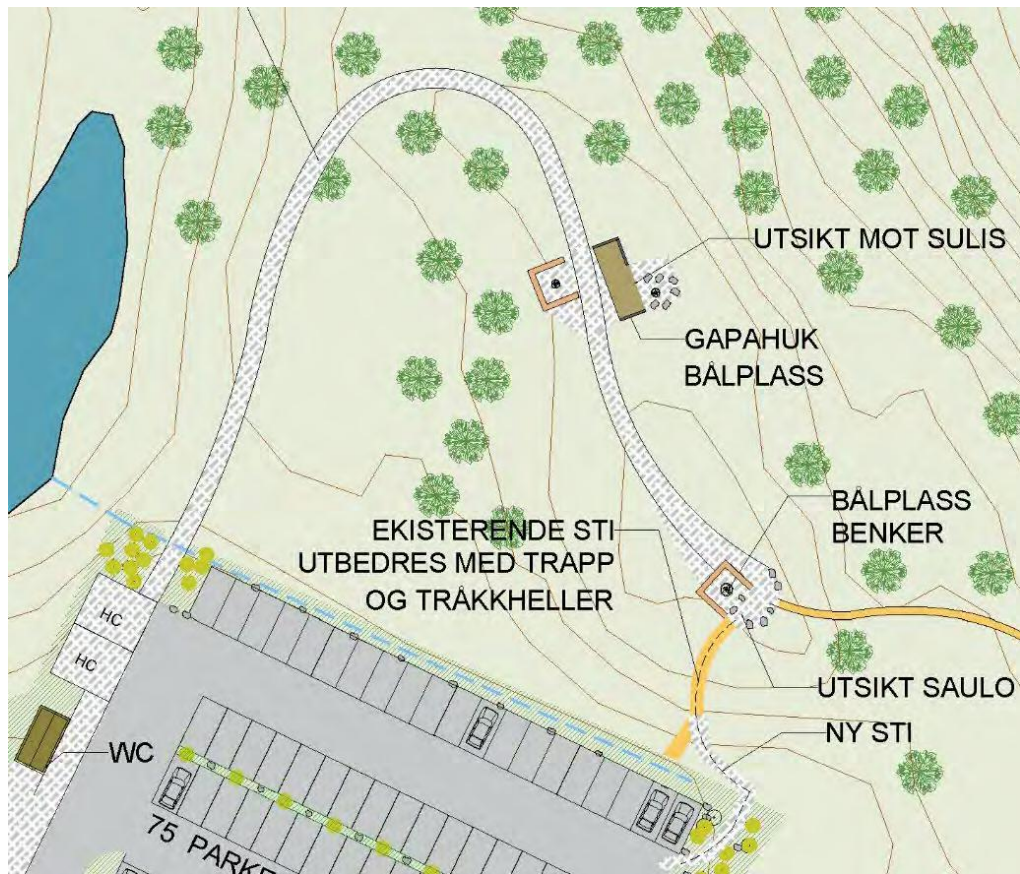 UTSIKT MOT SULIS
GAPAHUK
BÅLPLASS
BÅLPLASS
BENKER
EKISTERENDE STI
UTBEDRES MED TRAPP
OG TRÅKKHELLER
HC
HC
UTSIKT SAULO
NY STI
WC
75 PARKE